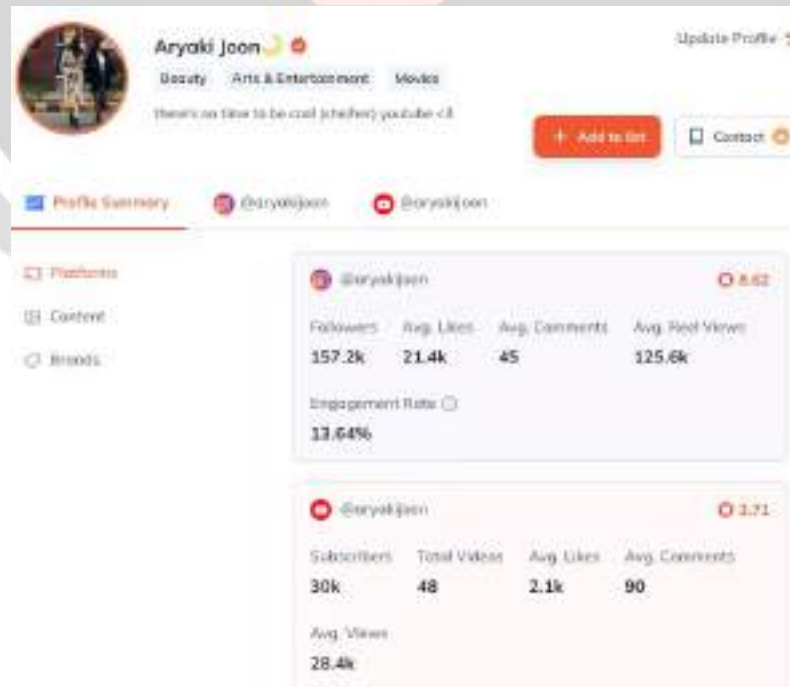 Aryaki Joon
Update Profile
Beauty Arts & Entertainment Movies
there's no time to be cool youtube <3
+ Add to list
Contact
Profile Summary
@aryakijoon
@aryakijoon
Platforms
Content
Brands
@aryakijoon
8.62
Followers Avg. Likes Avg. Comments Avg. Reel Views
157.2k 21.4k 45 125.6k
Engagement Rate
13.64%
@aryakijoon
3.71
Subscribers Total Videos Avg. Likes Avg. Comments
30k 48 2.1k 90
Avg. Views
28.4k